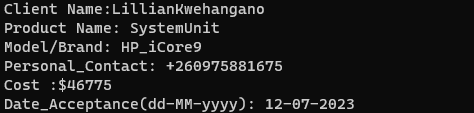 Client Name:LillianKwehangano
Product Name: SystemUnit
Model/Brand: HP_iCore9
Personal_Contact: +260975881675
Cost :$46775
Date_Acceptance(dd-MM-yyyy): 12-07-2023